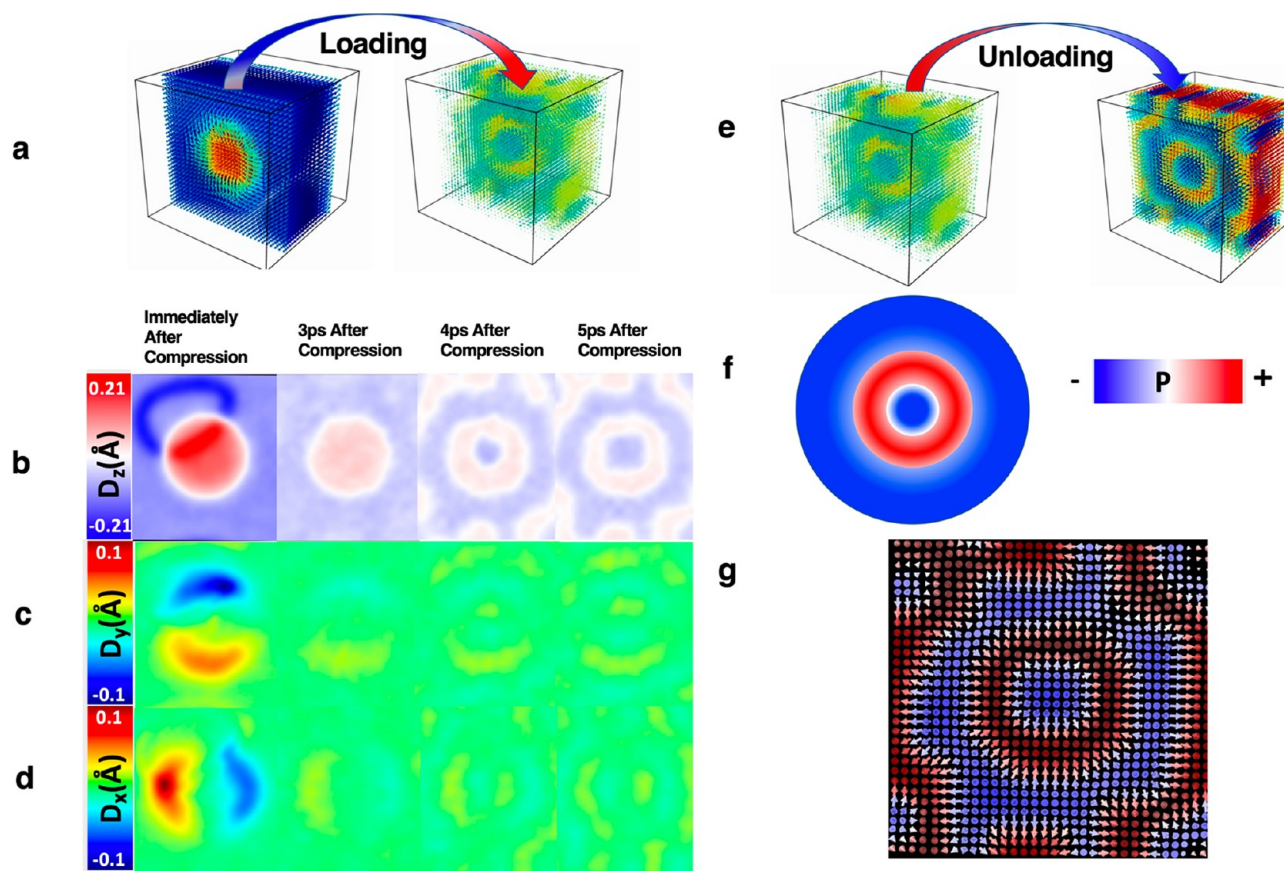 Loading
Unloading
a
e
Immediately
After
Compression
3ps After
Compression
4ps After
Compression
5ps After
Compression
f
- P +
b
0.21
Dz(Å)
-0.21
g
c
0.1
Dy(Å)
-0.1
d
0.1
Dx(Å)
-0.1